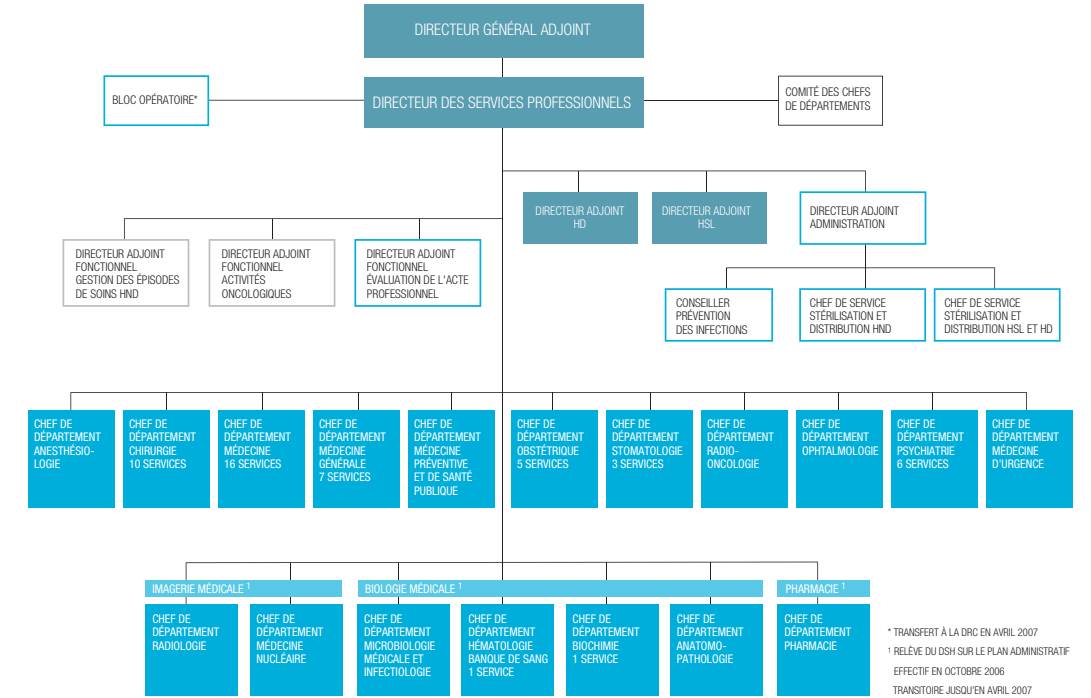 DIRECTEUR GÉNÉRAL ADJOINT
BLOC OPÉRATOIRE*
DIRECTEUR DES SERVICES PROFESSIONNELS
COMITÉ DES CHEFS
DE DÉPARTEMENTS
DIRECTEUR ADJOINT
HD
DIRECTEUR ADJOINT
HSL
DIRECTEUR ADJOINT
ADMINISTRATION
DIRECTEUR ADJOINT
FONCTIONNEL
GESTION DES ÉPISODES
DE SOINS HND
DIRECTEUR ADJOINT
FONCTIONNEL
ACTIVITÉS
ONCOLOGIQUES
DIRECTEUR ADJOINT
FONCTIONNEL
ÉVALUATION DE L'ACTE
PROFESSIONNEL
CONSEILLER
PRÉVENTION
DES INFECTIONS
CHEF DE SERVICE
STÉRILISATION ET
DISTRIBUTION HND
CHEF DE SERVICE
STÉRILISATION ET
DISTRIBUTION HSL ET HD
CHEF DE
DÉPARTEMENT
ANESTHÉSIO-
LOGIE
CHEF DE
DÉPARTEMENT
CHIRURGIE
10 SERVICES
CHEF DE
DÉPARTEMENT
MÉDECINE
16 SERVICES
CHEF DE
DÉPARTEMENT
MÉDECINE
GÉNÉRALE
7 SERVICES
CHEF DE
DÉPARTEMENT
MÉDECINE
PRÉVENTIVE
ET DE SANTÉ
PUBLIQUE
CHEF DE
DÉPARTEMENT
OBSTÉTRIQUE
5 SERVICES
CHEF DE
DÉPARTEMENT
STOMATOLOGIE
3 SERVICES
CHEF DE
DÉPARTEMENT
RADIO-
ONCOLOGIE
CHEF DE
DÉPARTEMENT
OPHTALMOLOGIE
CHEF DE
DÉPARTEMENT
PSYCHIATRIE
6 SERVICES
CHEF DE
DÉPARTEMENT
MÉDECINE
D'URGENCE
IMAGERIE MÉDICALE 1
BIOLOGIE MÉDICALE 1
PHARMACIE 1
CHEF DE
DÉPARTEMENT
RADIOLOGIE
CHEF DE
DÉPARTEMENT
MÉDECINE
NUCLÉAIRE
CHEF DE
DÉPARTEMENT
MICROBIOLOGIE
MÉDICALE ET
INFECTIOLOGIE
CHEF DE
DÉPARTEMENT
HÉMATOLOGIE
BANQUE DE SANG
1 SERVICE
CHEF DE
DÉPARTEMENT
BIOCHIMIE
1 SERVICE
CHEF DE
DÉPARTEMENT
ANATOMO-
PATHOLOGIE
CHEF DE
DÉPARTEMENT
PHARMACIE
* TRANSFERT À LA DRC EN AVRIL 2007
1 RELÈVE DU DSH SUR LE PLAN ADMINISTRATIF
EFFECTIF EN OCTOBRE 2006
TRANSITOIRE JUSQU'EN AVRIL 2007